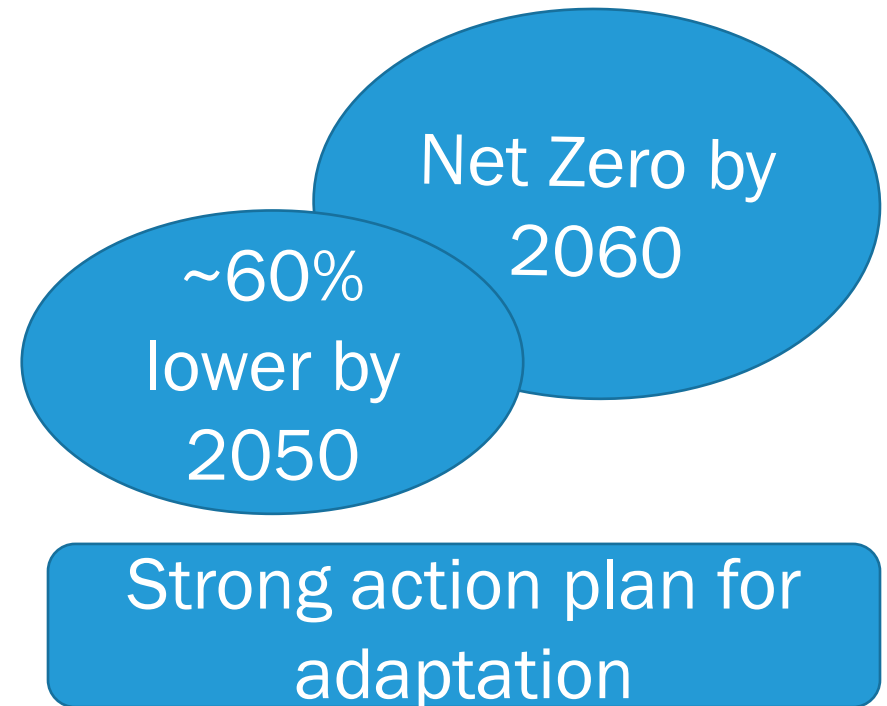 Net Zero by
2060
~60%
lower by
2050
Strong action plan for
adaptation